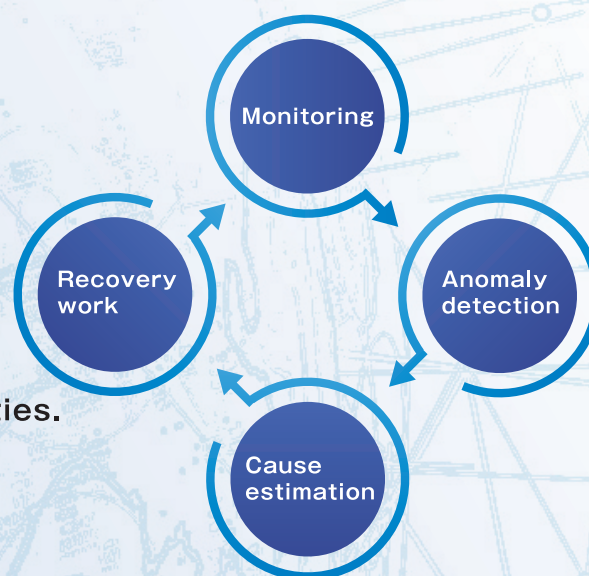 Monitoring
Recovery
work
Anomaly
detection
ties.
Cause
estimation